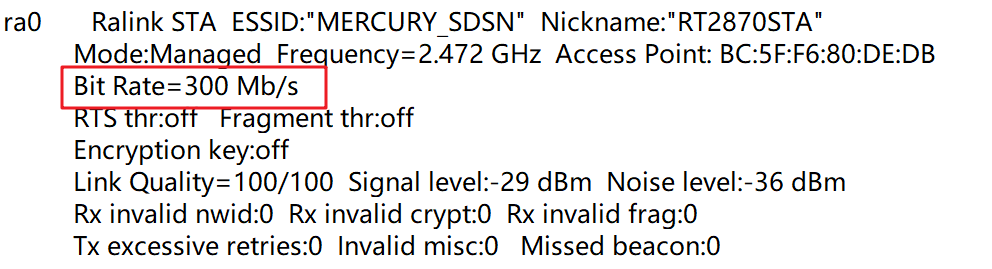 ra0 Ralink STA ESSID:"MERCURY_SDSN" Nickname:"RT2870STA"
Mode:Managed Frequency=2.472 GHz Access Point: BC:5F:F6:80:DE:DB
Bit Rate=300 Mb/s
RTS thr:off Fragment thr:off
Encryption key:off
Link Quality=100/100 Signal level:-29 dBm Noise level:-36 dBm
Rx invalid nwid:0 Rx invalid crypt:0 Rx invalid frag:0
Tx excessive retries:0 Invalid misc:0 Missed beacon:0